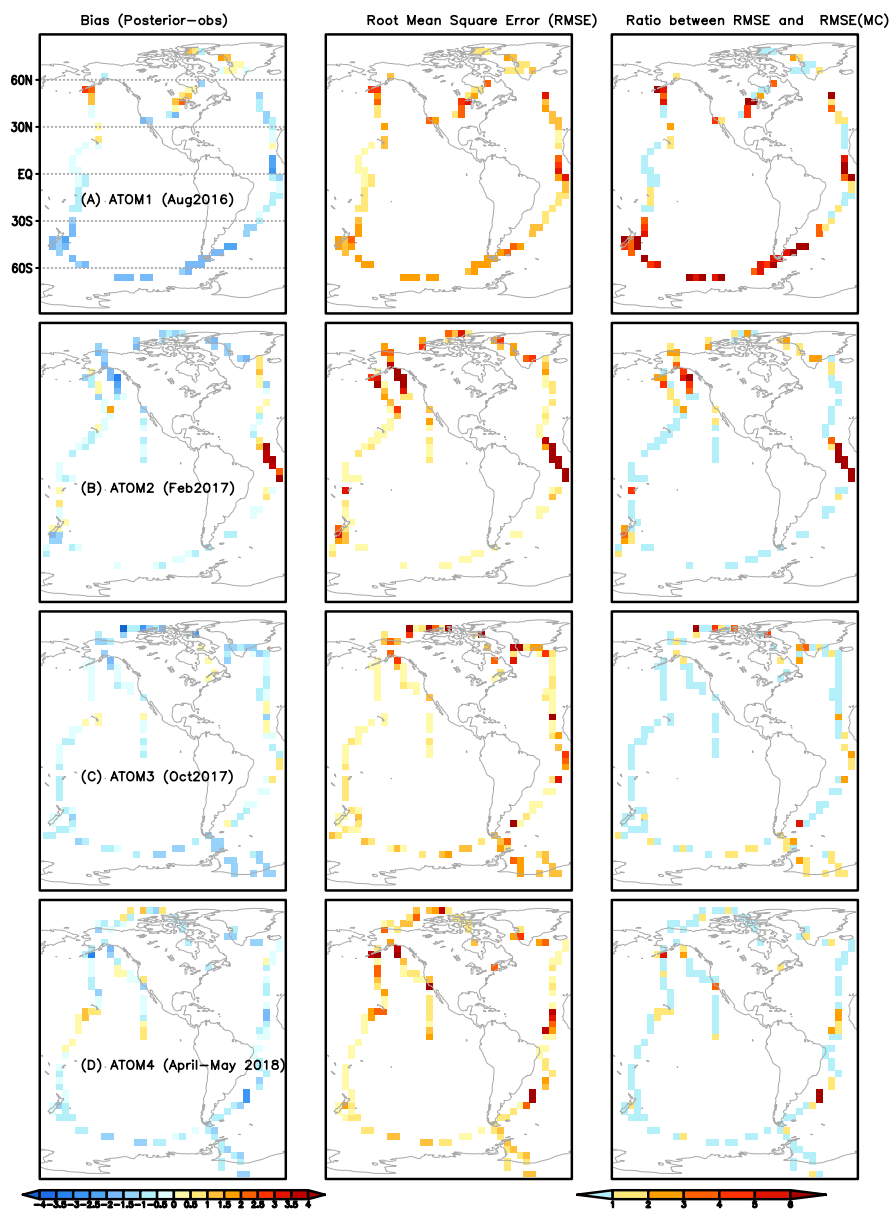 Bias (Posterior-obs) Root Mean Square Error (RMSE) Ratio between RMSE and RMSE(MC)
60N
30N
EQ
(A) ATOM1 (Aug2016)
30S
60S
(B) ATOM2 (Feb2017)
(C) ATOM3 (Oct2017)
(D) ATOM4 (April-May 2018)
-4 -3.5 -3 -2.5 -2 -1.5 -1 -0.5 0 0.5 1 1.5 2 2.5 3 3.5 4 1 2 3 4 5 6